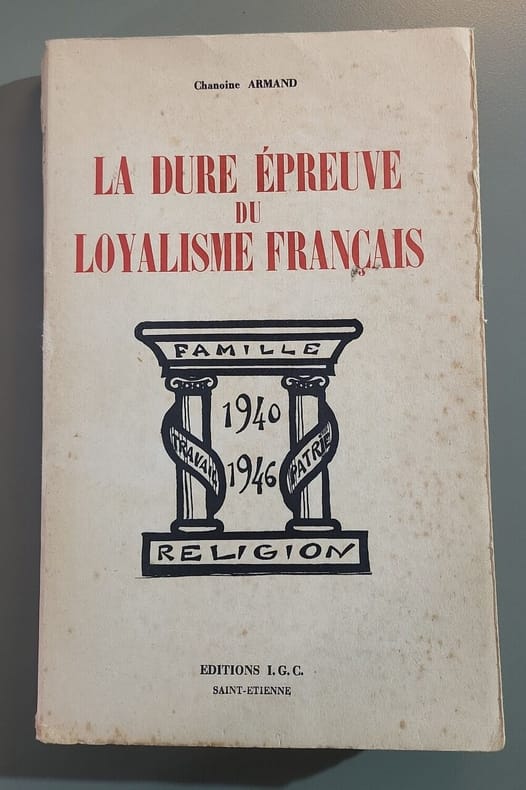 Chanoine ARMAND
LA DURE ÉPREUVE
DU
LOYALISME FRANÇAIS
FAMILLE
1940
TRAVAIL
PATRIE
1946
RELIGION
EDITIONS I. G. C.
SAINT-ETIENNE